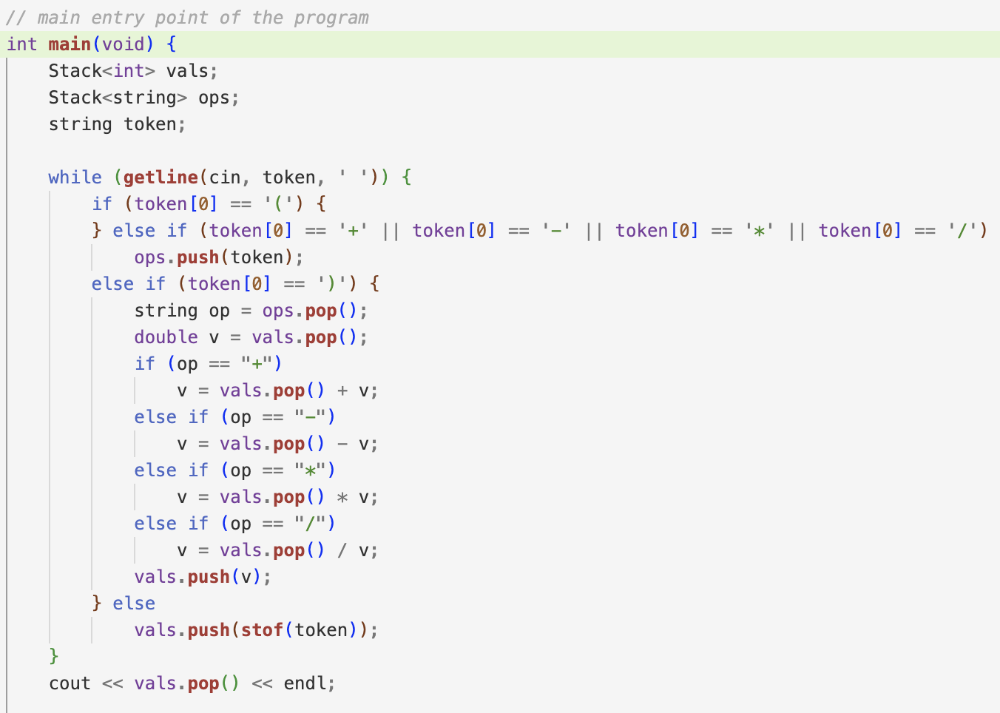 // main entry point of the program
int main(void) {
    Stack<int> vals;
    Stack<string> ops;
    string token;

    while (getline(cin, token, ' ')) {
        if (token[0] == '(') {
        } else if (token[0] == '+' || token[0] == '-' || token[0] == '*' || token[0] == '/')
            ops.push(token);
        else if (token[0] == ')') {
            string op = ops.pop();
            double v = vals.pop();
            if (op == "+")
                v = vals.pop() + v;
            else if (op == "-")
                v = vals.pop() - v;
            else if (op == "*")
                v = vals.pop() * v;
            else if (op == "/")
                v = vals.pop() / v;
            vals.push(v);
        } else
            vals.push(stof(token));
    }
    cout << vals.pop() << endl;